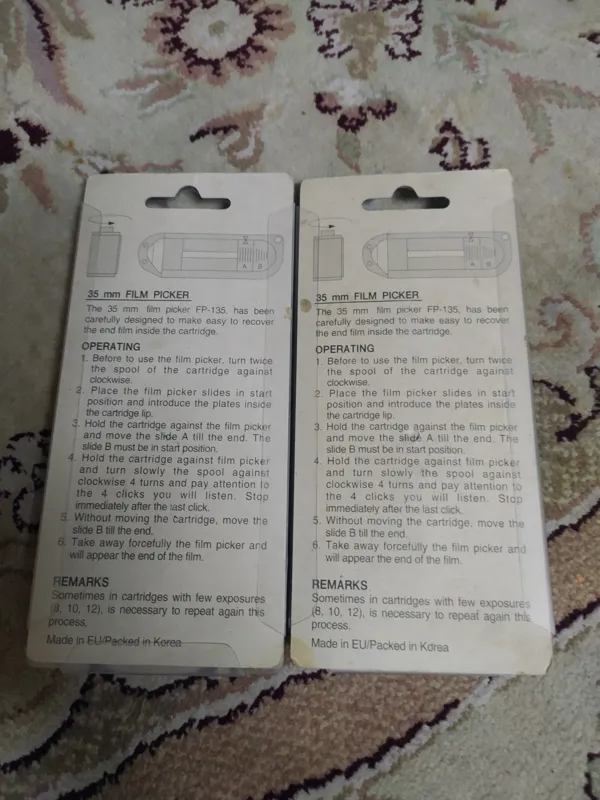 A B
35 mm FILM PICKER
The 35 mm film picker FP-135, has been
carefully designed to make easy to recover
the end film inside the cartridge.
OPERATING
1. Before to use the film picker, turn twice
the spool of the cartridge against
clockwise.
2. Place the film picker slides in start
position and introduce the plates inside
the cartridge lip.
3. Hold the cartridge against the film picker
and move the slide A till the end. The
slide B must be in start position.
4. Hold the cartridge against film picker
and turn slowly the spool against
clockwise 4 turns and pay attention to
the 4 clicks you will listen. Stop
immediately after the last click.
5. Without moving the cartridge, move the
slide B till the end.
6. Take away forcefully the film picker and
will appear the end of the film.
REMARKS
Sometimes in cartridges with few exposures
(8, 10, 12), is necessary to repeat again this
process.
Made in EU/Packed in Korea
A B
35 mm FILM PICKER
The 35 mm film picker FP-135, has been
carefully designed to make easy to recover
the end film inside the cartridge.
OPERATING
1. Before to use the film picker, turn twice
the spool of the cartridge against
clockwise.
2. Place the film picker slides in start
position and introduce the plates inside
the cartridge lip.
3. Hold the cartridge against the film picker
and move the slide A till the end. The
slide B must be in start position.
4. Hold the cartridge against film picker
and turn slowly the spool against
clockwise 4 turns and pay attention to
the 4 clicks you will listen. Stop
immediately after the last click.
5. Without moving the cartridge, move the
slide B till the end.
6. Take away forcefully the film picker and
will appear the end of the film.
REMARKS
Sometimes in cartridges with few exposures
(8, 10, 12), is necessary to repeat again this
process.
Made in EU/Packed in Korea